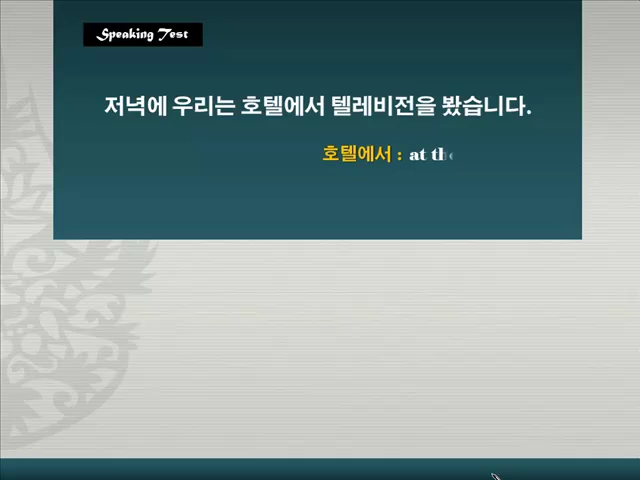 Speaking Test
저녁에 우리는 호텔에서 텔레비전을 봤습니다.
호텔에서 : at the